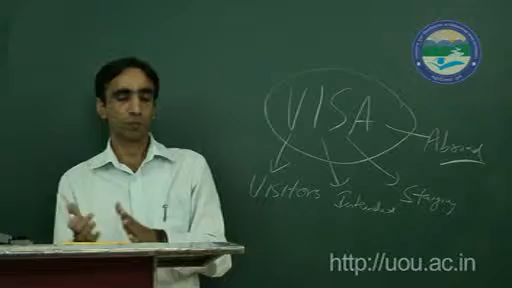 VISA
Abroad
Visitors
Intended
Staying
http://uou.ac.in